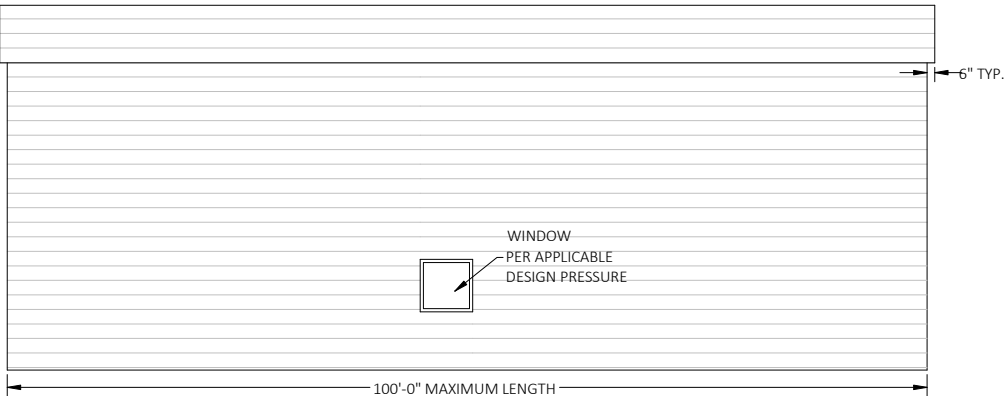 6" TYP.
WINDOW
PER APPLICABLE
DESIGN PRESSURE
100'-0" MAXIMUM LENGTH